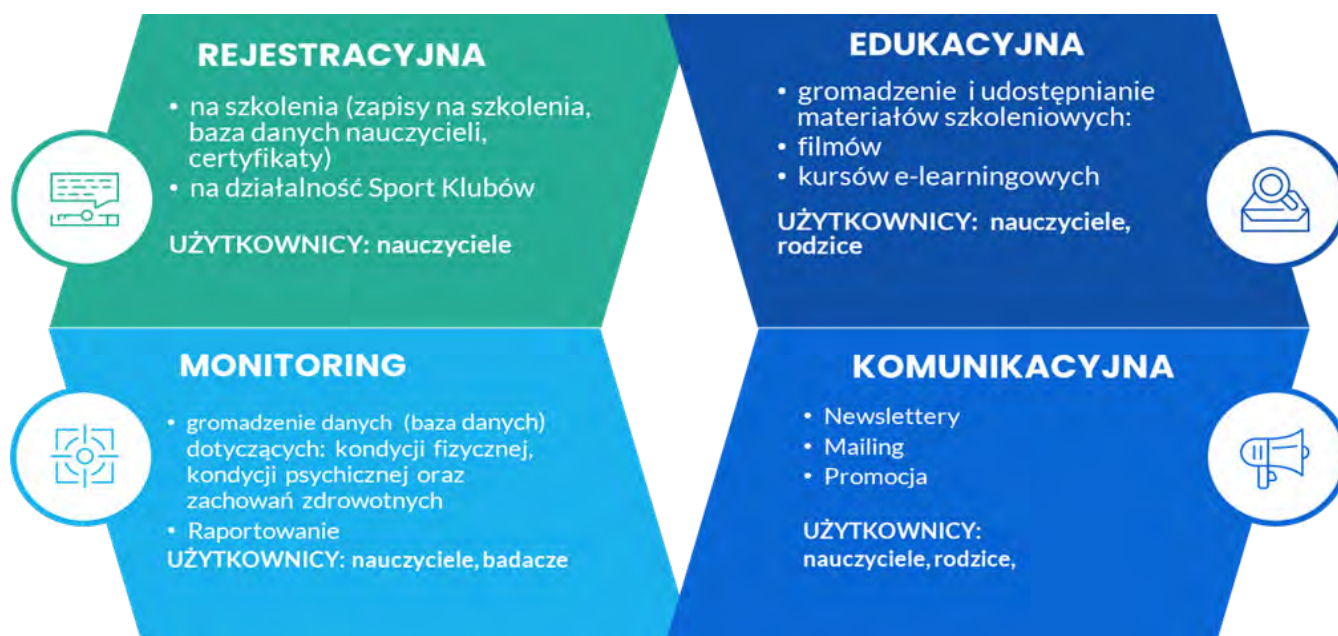 REJESTRACYJNA
• na szkolenia (zapisy na szkolenia,
baza danych nauczycieli,
certyfikaty)
• na działalność Sport Klubów
UŻYTKOWNICY: nauczyciele
EDUKACYJNA
• gromadzenie i udostępnianie
materiałów szkoleniowych:
• filmów
• kursów e-learningowych
UŻYTKOWNICY: nauczyciele,
rodzice
MONITORING
• gromadzenie danych (baza danych)
dotyczących: kondycji fizycznej,
kondycji psychicznej oraz
zachowań zdrowotnych
• Raportowanie
UŻYTKOWNICY: nauczyciele, badacze
KOMUNIKACYJNA
• Newslettery
• Mailing
• Promocja
UŻYTKOWNICY:
nauczyciele, rodzice,